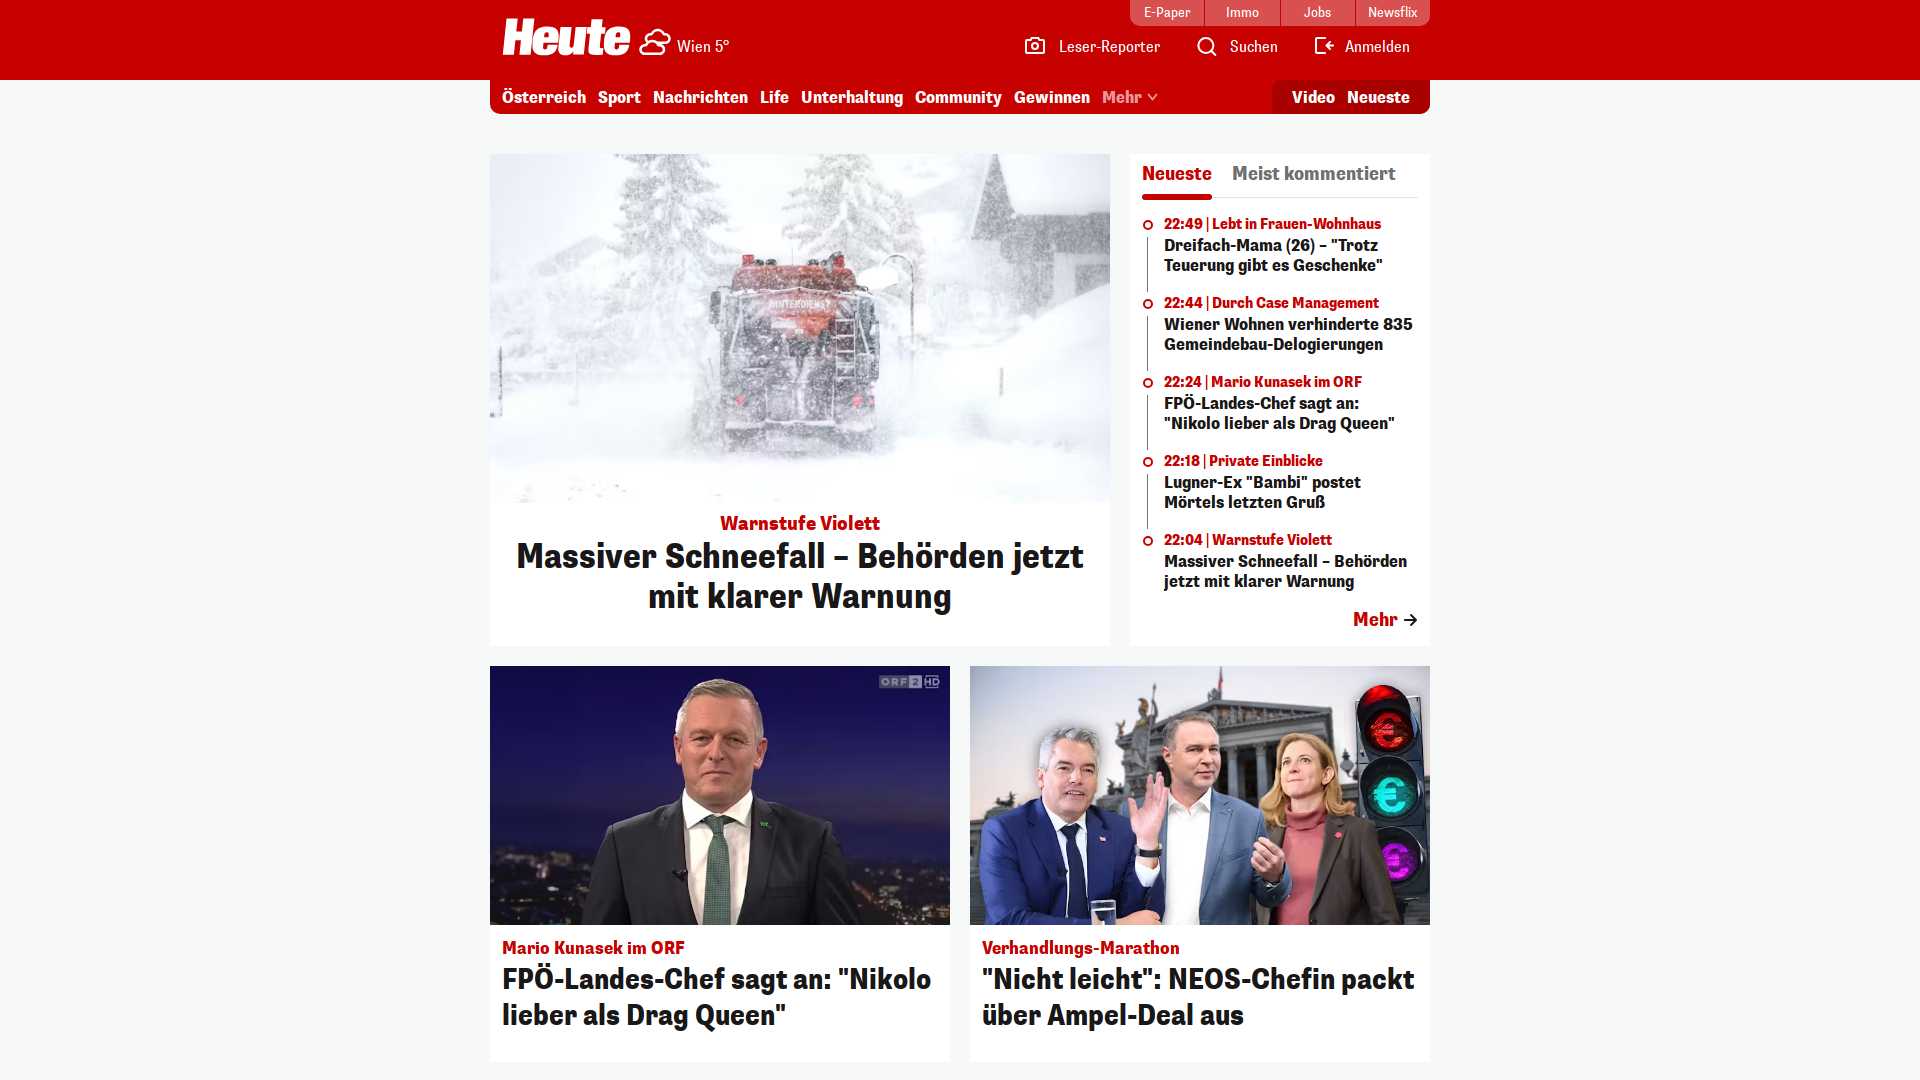 E-Paper
Immo
Jobs
Newsflix
Heute
Wien 5°
Leser-Reporter
Suchen
Anmelden
Österreich
Sport
Nachrichten
Life
Unterhaltung
Community
Gewinnen
Mehr
Video
Neueste
WINTERDIENST
Warnstufe Violett
Massiver Schneefall – Behörden jetzt
mit klarer Warnung
Neueste
Meist kommentiert
22:49 | Lebt in Frauen-Wohnhaus
Dreifach-Mama (26) – "Trotz
Teuerung gibt es Geschenke"
22:44 | Durch Case Management
Wiener Wohnen verhinderte 835
Gemeindebau-Delogierungen
22:24 | Mario Kunasek im ORF
FPÖ-Landes-Chef sagt an:
"Nikolo lieber als Drag Queen"
22:18 | Private Einblicke
Lugner-Ex "Bambi" postet
Mörtels letzten Gruß
22:04 | Warnstufe Violett
Massiver Schneefall – Behörden
jetzt mit klarer Warnung
Mehr
ORF 2 HD
Mario Kunasek im ORF
FPÖ-Landes-Chef sagt an: "Nikolo
lieber als Drag Queen"
€
€
€
Verhandlungs-Marathon
"Nicht leicht": NEOS-Chefin packt
über Ampel-Deal aus